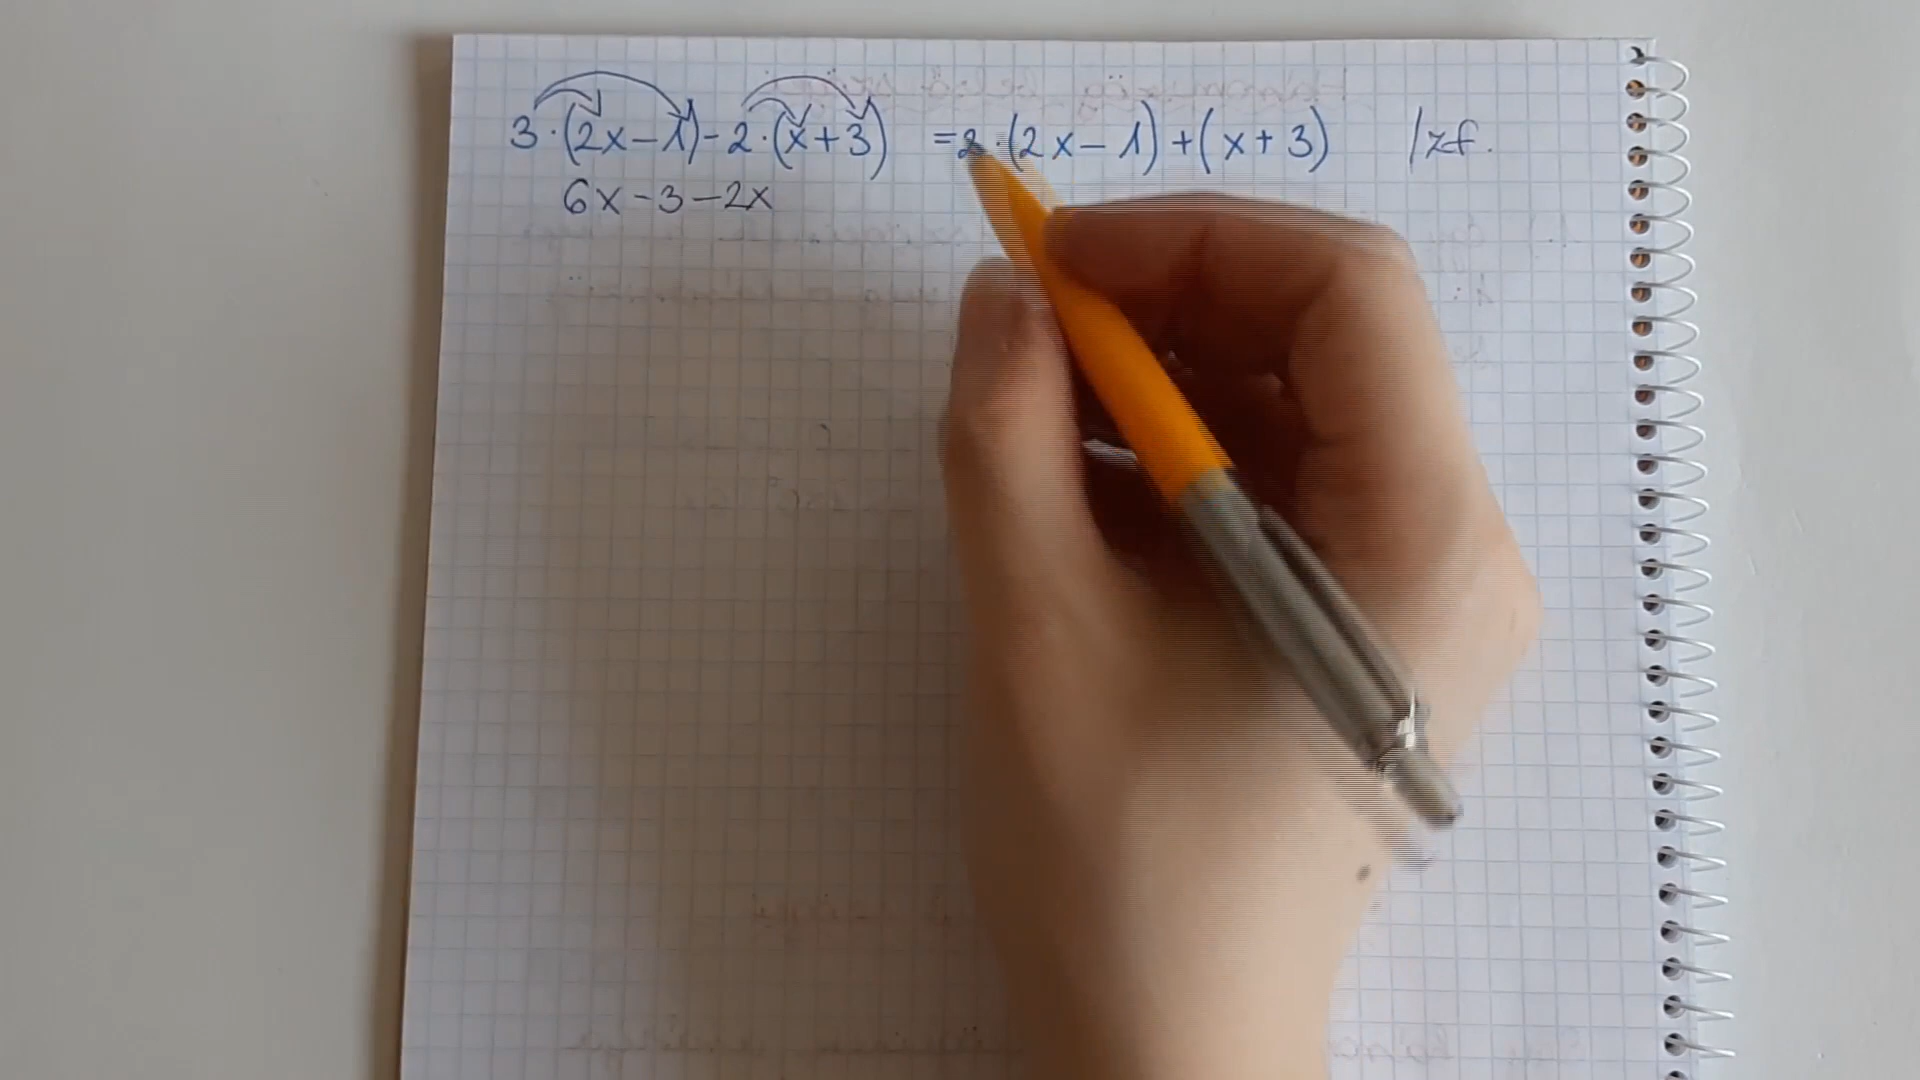 3·(2x-1)-2·(x+3) =2·(2x-1)+(x+3) |zf.
6x-3-2x